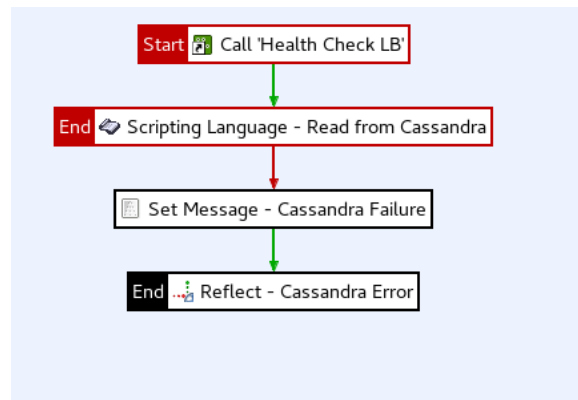 Start Call 'Health Check LB'
End Scripting Language - Read from Cassandra
Set Message - Cassandra Failure
End Reflect - Cassandra Error